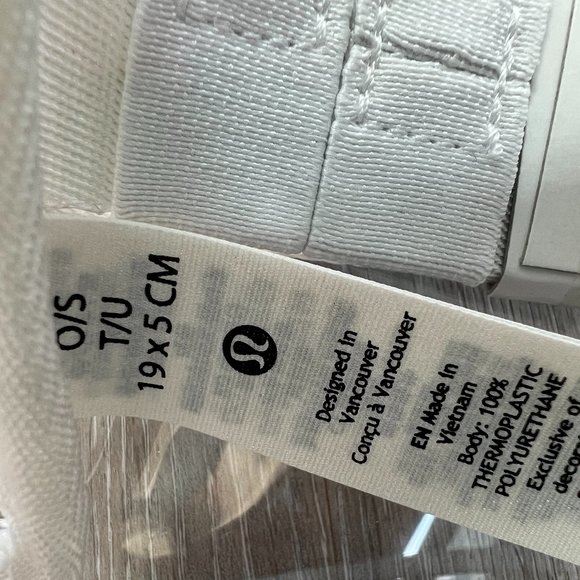 O/S
T/U
19 x 5 CM
Designed in
Vancouver
Conçu à Vancouver
EN Made in
Vietnam
Body: 100%
THERMOPLASTIC
POLYURETHANE
Exclusive of